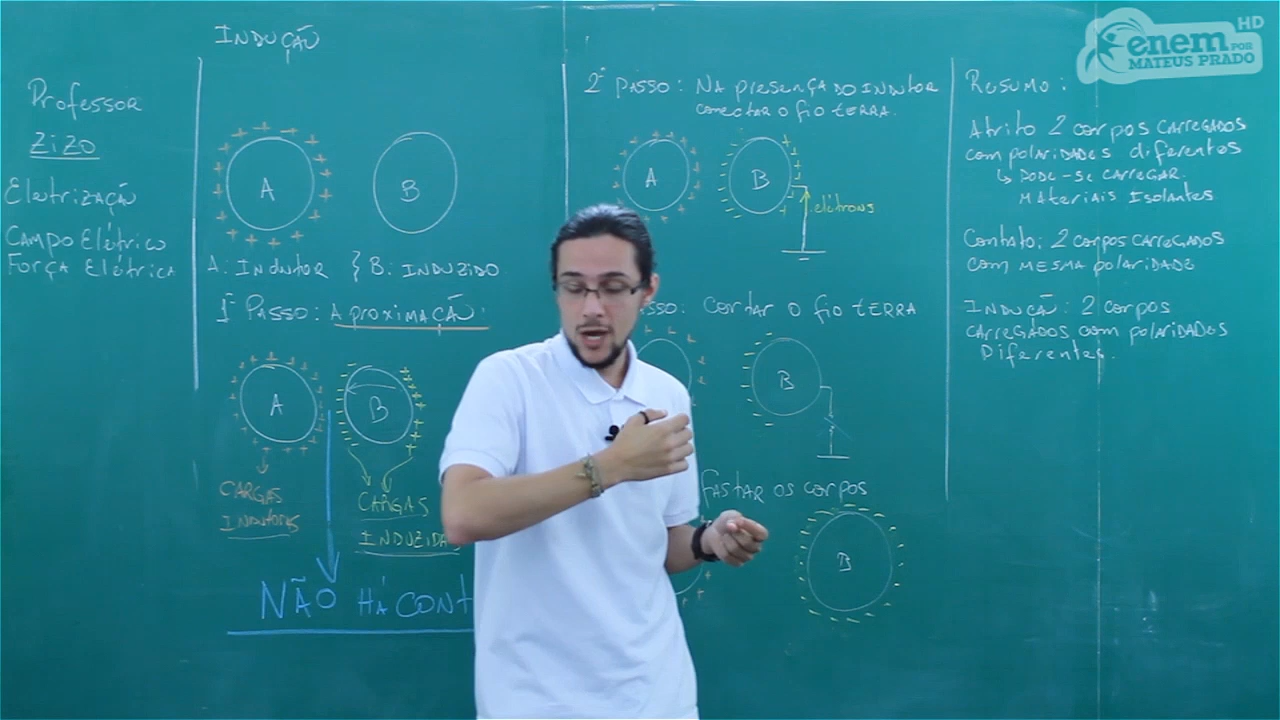 INDUÇÃO
Professor
ZIZO
Eletrização
Campo Elétrico
Força Elétrica
A
B
A: INDUTOR } B: INDUZIDO
1º PASSO: APROXIMAÇÃO:
A
B
CARGAS
INDUTORAS
CARGAS
INDUZIDA
NÃO HÁ CONT
2º PASSO: NA PRESENÇA DO INDUTOR
CONECTAR O FIO TERRA.
A
B
elétrons
SSO: CORTAR O FIO TERRA
B
FASTAR OS CORPOS
B
RESUMO:
Atrito 2 corpos CARREGADOS
com polaridades diferentes
↳ PODE-SE CARREGAR
MATERIAIS ISOLANTES
Contato: 2 corpos CARREGADOS
COM MESMA polaridade
INDUÇÃO: 2 corpos
CARREGADOS com polaridades
Diferentes.
enem HD
POR
MATEUS PRADO